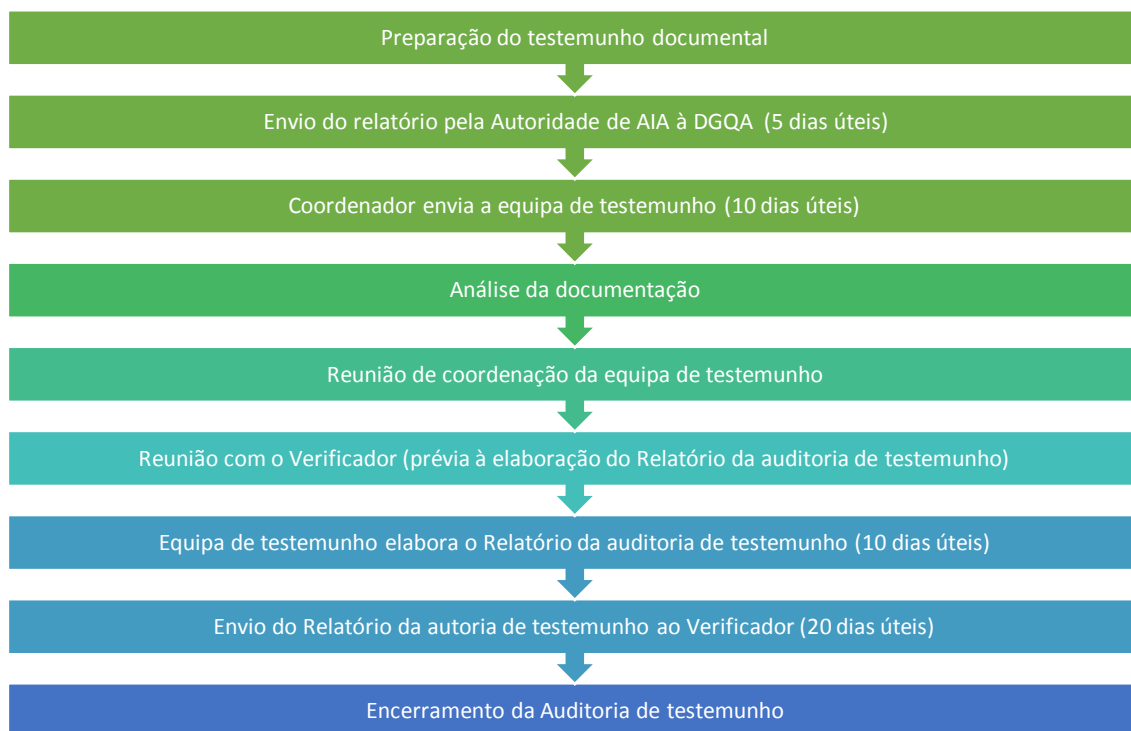 Preparação do testemunho documental
Envio do relatório pela Autoridade de AIA à DGQA (5 dias úteis)
Coordenador envia a equipa de testemunho (10 dias úteis)
Análise da documentação
Reunião de coordenação da equipa de testemunho
Reunião com o Verificador (prévia à elaboração do Relatório da auditoria de testemunho)
Equipa de testemunho elabora o Relatório da auditoria de testemunho (10 dias úteis)
Envio do Relatório da autoria de testemunho ao Verificador (20 dias úteis)
Encerramento da Auditoria de testemunho